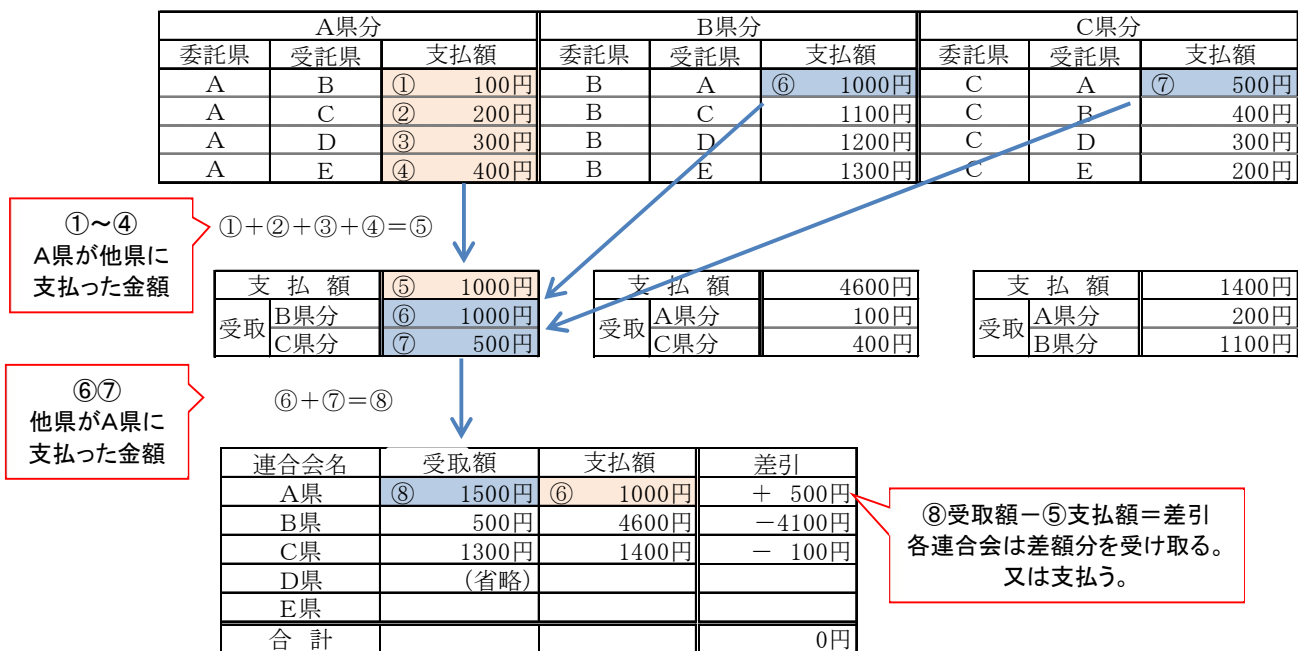 A県分 B県分 C県分
委託県 受託県 支払額 委託県 受託県 支払額 委託県 受託県 支払額
A B ① 100円 B A ⑥ 1000円 C A ⑦ 500円
A C ② 200円 B C 1100円 C B 400円
A D ③ 300円 B D 1200円 C D 300円
A E ④ 400円 B E 1300円 C E 200円
①～④
A県が他県に
支払った金額
①+②+③+④=⑤
支 払 額 ⑤ 1000円 支 払 額 4600円 支 払 額 1400円
受取 B県分 ⑥ 1000円 受取 A県分 100円 受取 A県分 200円
C県分 ⑦ 500円 C県分 400円 B県分 1100円
⑥⑦
他県がA県に
支払った金額
⑥+⑦=⑧
連合会名 受取額 支払額 差引
A県 ⑧ 1500円 ⑥ 1000円 + 500円
B県 500円 4600円 -4100円
C県 1300円 1400円 - 100円
D県 (省略)
E県
合 計 0円
⑧受取額-⑤支払額=差引
各連合会は差額分を受け取る。
又は支払う。